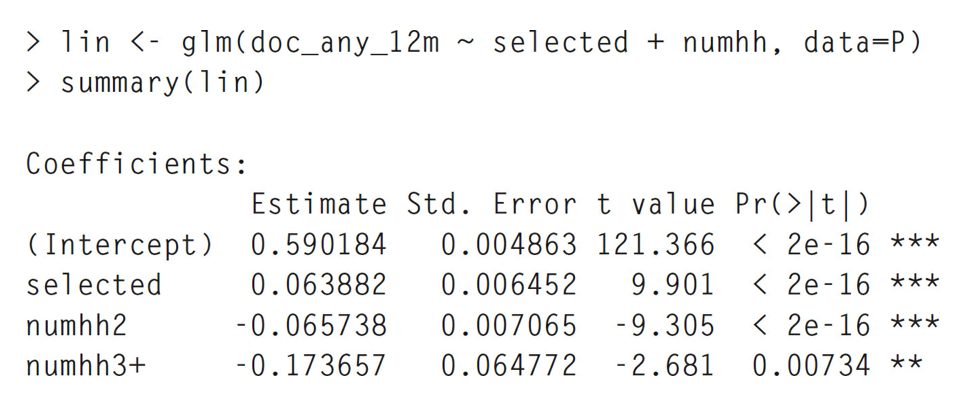 > lin <- glm(doc_any_12m ~ selected + numhh, data=P)
> summary(lin)
Coefficients:
Estimate Std. Error t value Pr(>|t|)
(Intercept) 0.590184 0.004863 121.366 < 2e-16 ***
selected 0.063882 0.006452 9.901 < 2e-16 ***
numhh2 -0.065738 0.007065 -9.305 < 2e-16 ***
numhh3+ -0.173657 0.064772 -2.681 0.00734 **